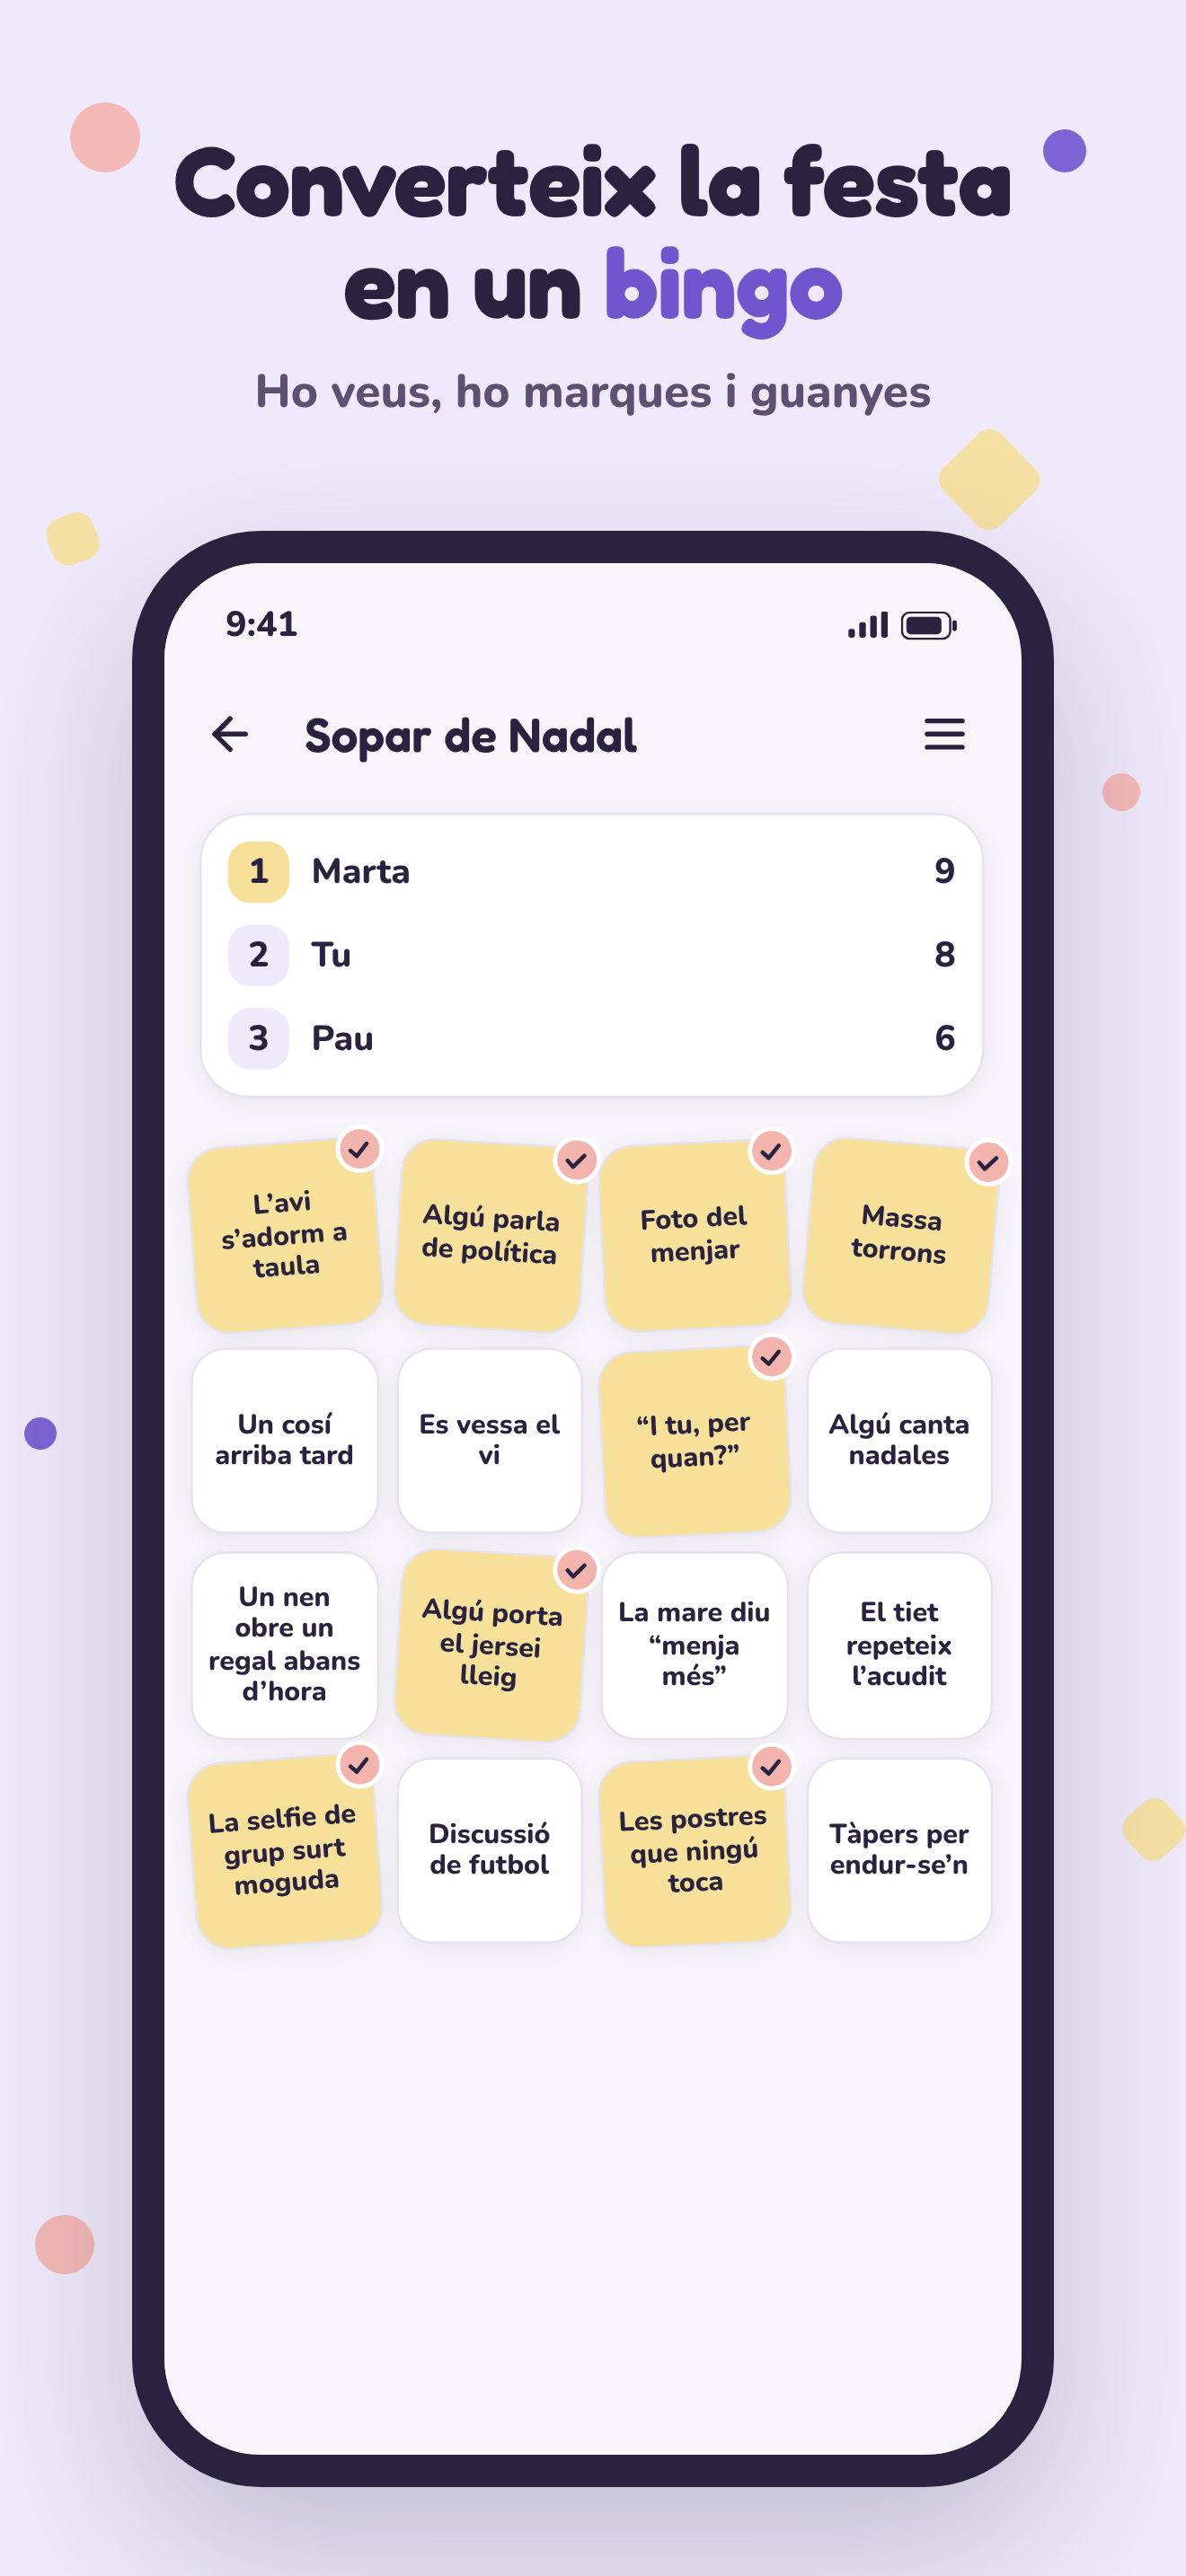 Converteix la festa
en un bingo
Ho veus, ho marques i guanyes
9:41
Sopar de Nadal
1 Marta 9
2 Tu 8
3 Pau 6
L’avi
s’adorm a
taula
Algú parla
de política
Foto del
menjar
Massa
torrons
Un cosí
arriba tard
Es vessa el
vi
“I tu, per
quan?”
Algú canta
nadales
Un nen
obre un
regal abans
d’hora
Algú porta
el jersei
lleig
La mare diu
“menja
més”
El tiet
repeteix
l’acudit
La selfie de
grup surt
moguda
Discussió
de futbol
Les postres
que ningú
toca
Tàpers per
endur-se’n